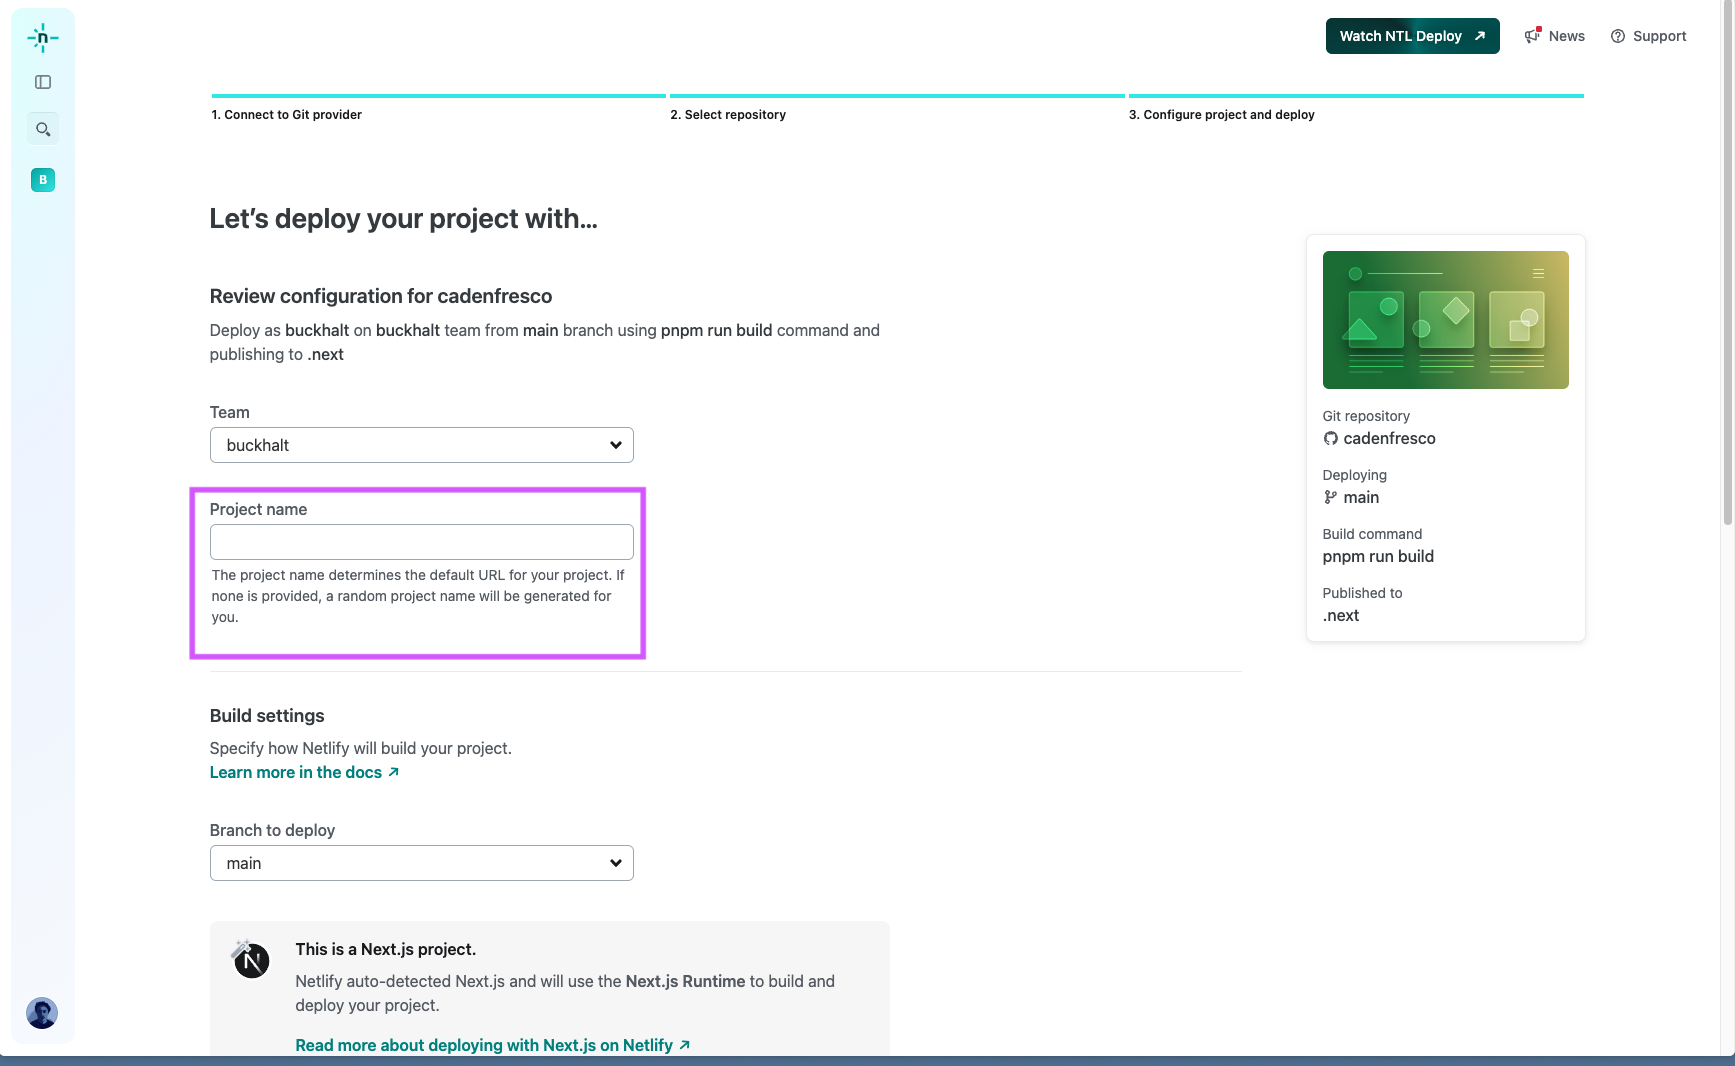 n
Watch NTL Deploy
News
Support
1. Connect to Git provider
2. Select repository
3. Configure project and deploy
B
Let’s deploy your project with…
Review configuration for cadenfresco
Deploy as buckhalt on buckhalt team from main branch using pnpm run build command and
publishing to .next
Team
buckhalt
Project name
The project name determines the default URL for your project. If
none is provided, a random project name will be generated for
you.
Git repository
cadenfresco
Deploying
main
Build command
pnpm run build
Published to
.next
Build settings
Specify how Netlify will build your project.
Learn more in the docs
Branch to deploy
main
N
This is a Next.js project.
Netlify auto-detected Next.js and will use the Next.js Runtime to build and
deploy your project.
Read more about deploying with Next.js on Netlify